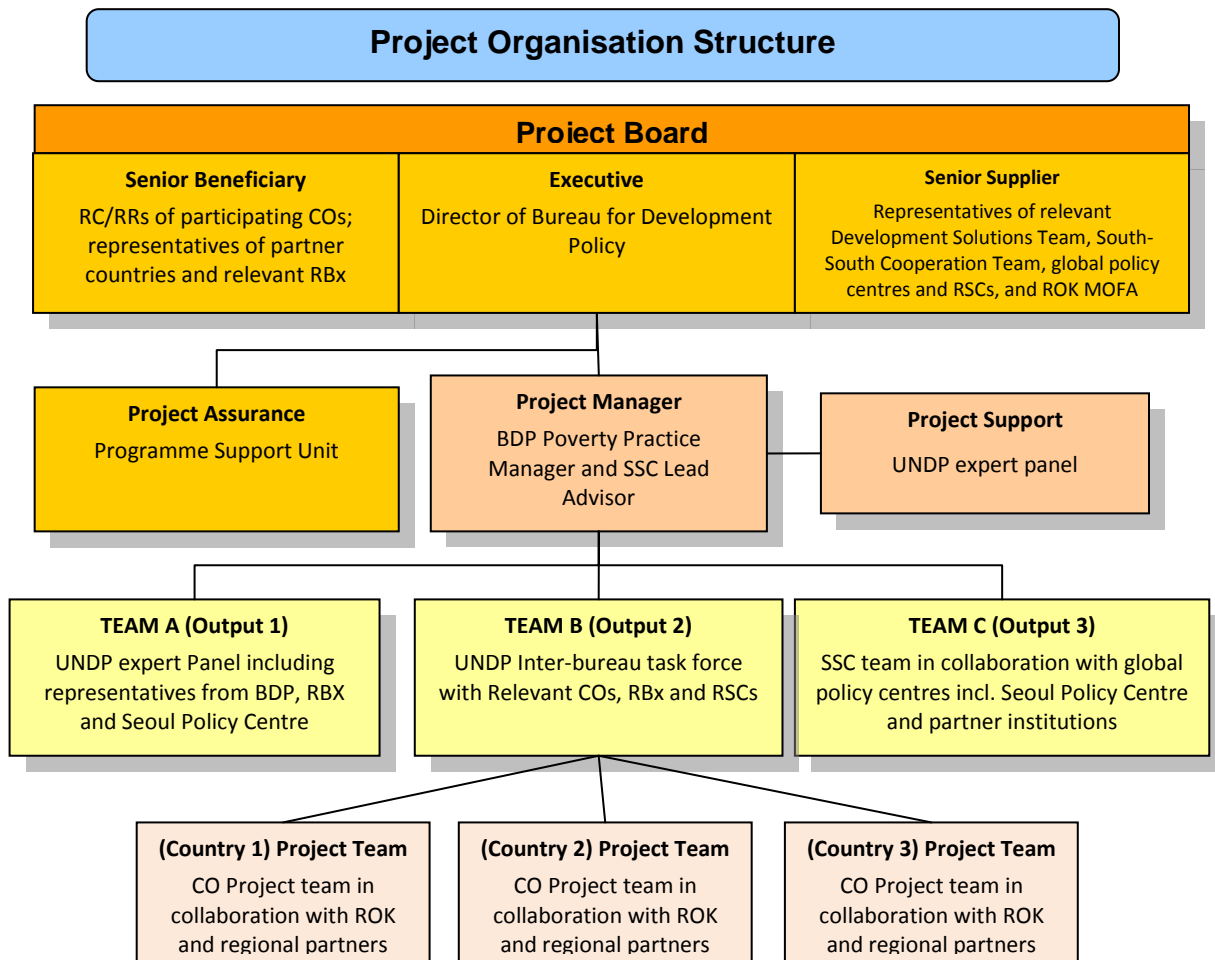 Project Organisation Structure
Project Board
Senior Beneficiary
RC/RRs of participating COs;
representatives of partner
countries and relevant RBx
Executive
Director of Bureau for Development
Policy
Senior Supplier
Representatives of relevant
Development Solutions Team, South-
South Cooperation Team, global policy
centres and RSCs, and ROK MOFA
Project Assurance
Programme Support Unit
Project Manager
BDP Poverty Practice
Manager and SSC Lead
Advisor
Project Support
UNDP expert panel
TEAM A (Output 1)
UNDP expert Panel including
representatives from BDP, RBX
and Seoul Policy Centre
TEAM B (Output 2)
UNDP Inter-bureau task force
with Relevant COs, RBx and RSCs
TEAM C (Output 3)
SSC team in collaboration with global
policy centres incl. Seoul Policy Centre
and partner institutions
(Country 1) Project Team
CO Project team in
collaboration with ROK
and regional partners
(Country 2) Project Team
CO Project team in
collaboration with ROK
and regional partners
(Country 3) Project Team
CO Project team in
collaboration with ROK
and regional partners